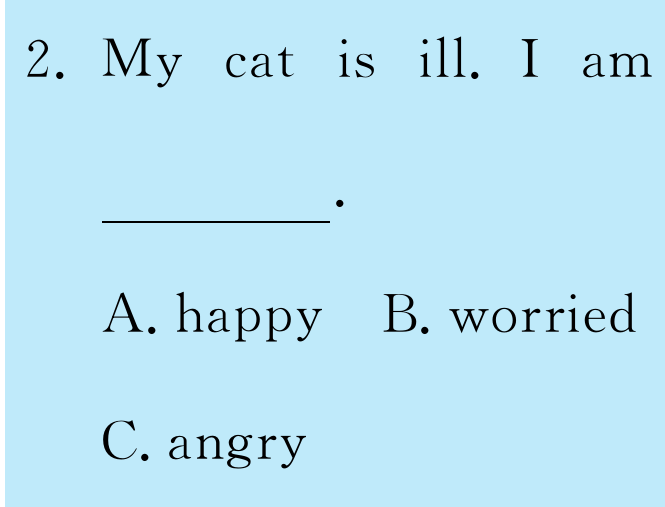 2. My cat is ill. I am
________.
A. happy B. worried
C. angry